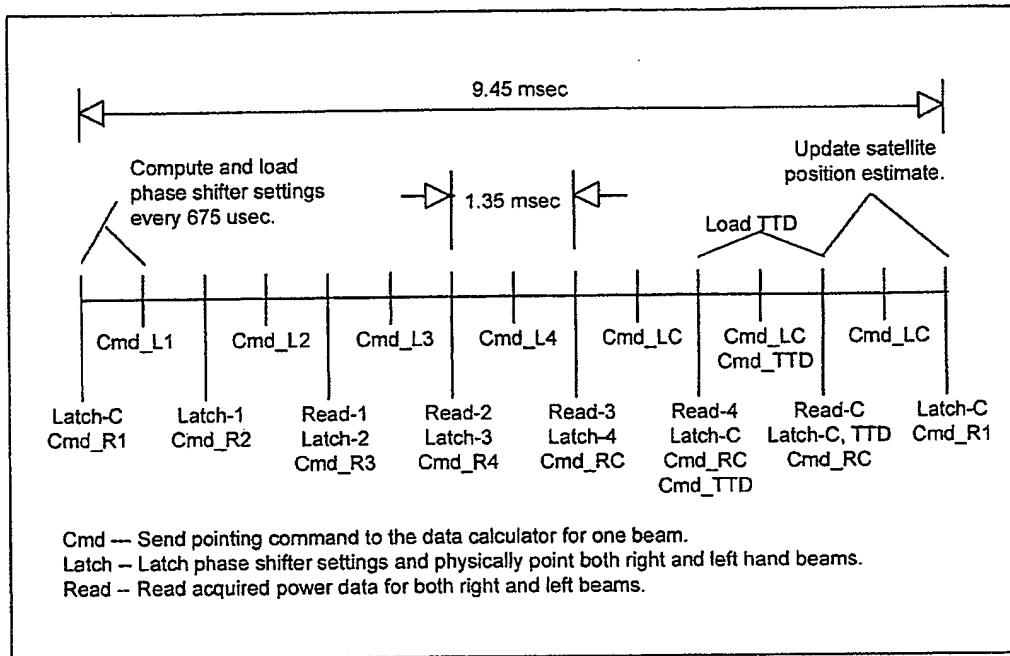 9.45 msec
Compute and load
phase shifter settings
every 675 usec.
1.35 msec
Update satellite
position estimate.
Load TTD
Cmd_L1
Cmd_L2
Cmd_L3
Cmd_L4
Cmd_LC
Cmd_LC
Cmd_TTD
Cmd_LC
Latch-C
Cmd_R1
Latch-1
Cmd_R2
Read-1
Latch-2
Cmd_R3
Read-2
Latch-3
Cmd_R4
Read-3
Latch-4
Cmd_RC
Read-4
Latch-C
Cmd_RC
Cmd_TTD
Read-C
Latch-C, TTD
Cmd_RC
Latch-C
Cmd_R1
Cmd — Send pointing command to the data calculator for one beam.
Latch – Latch phase shifter settings and physically point both right and left hand beams.
Read – Read acquired power data for both right and left beams.